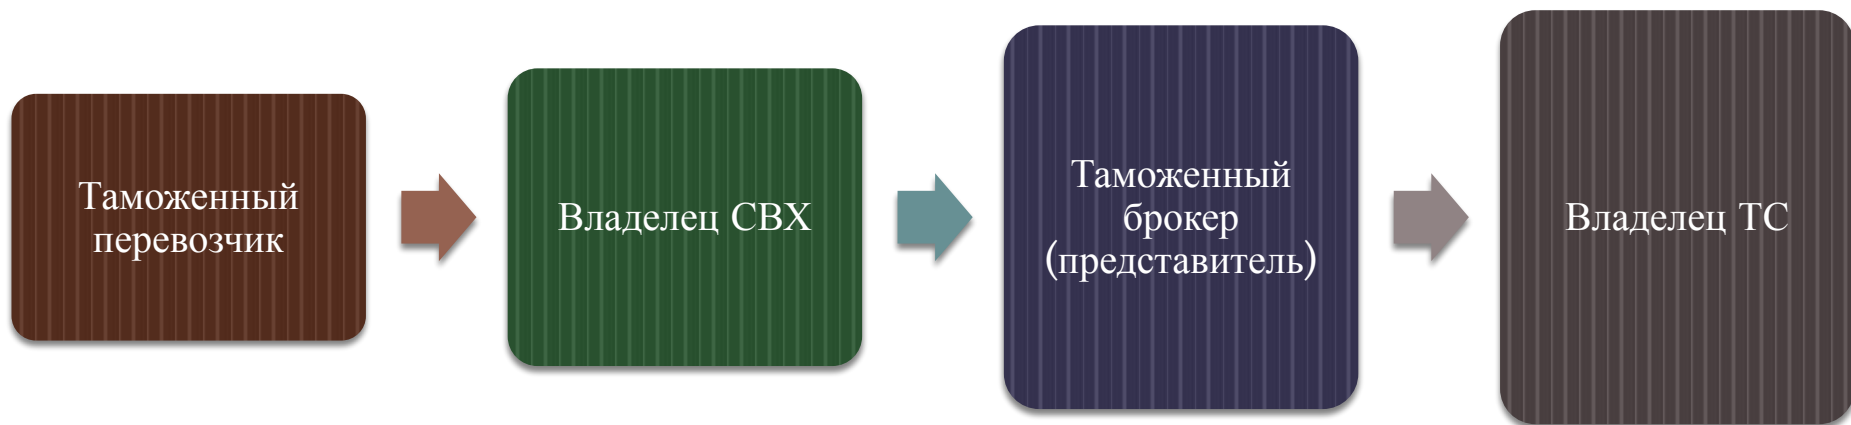 Таможенный
перевозчик
Владелец СВХ
Таможенный
брокер
(представитель)
Владелец ТС